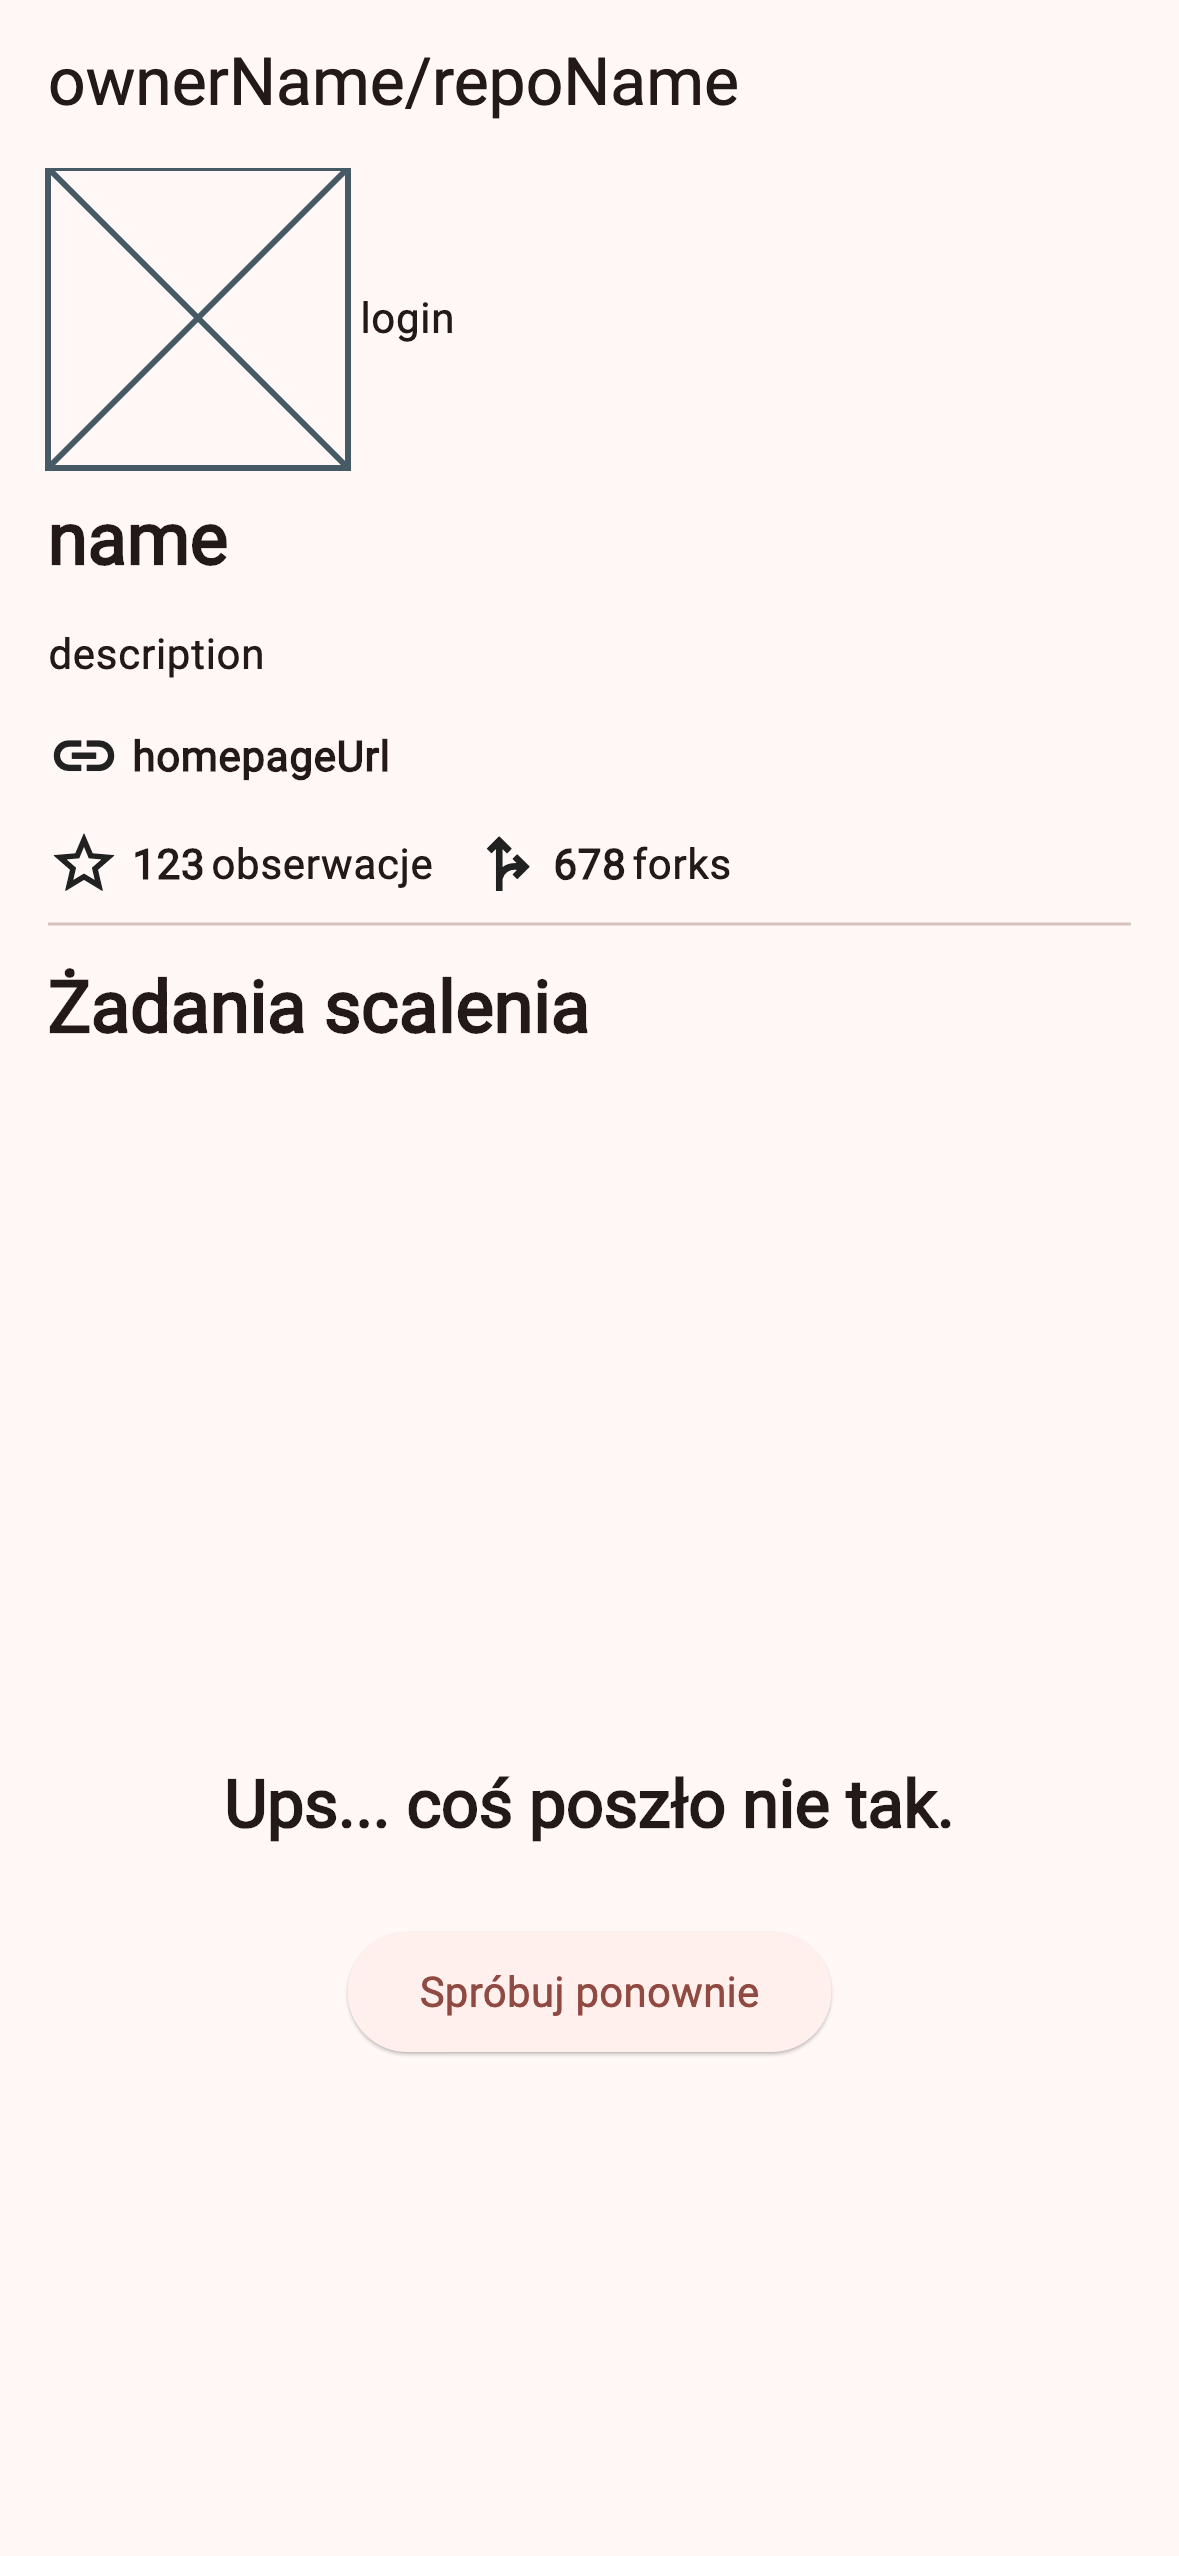 ownerName/repoName
login
name
description
homepageUrl
123 obserwacje 678 forks
Żadania scalenia
Ups... coś poszło nie tak.
Spróbuj ponownie